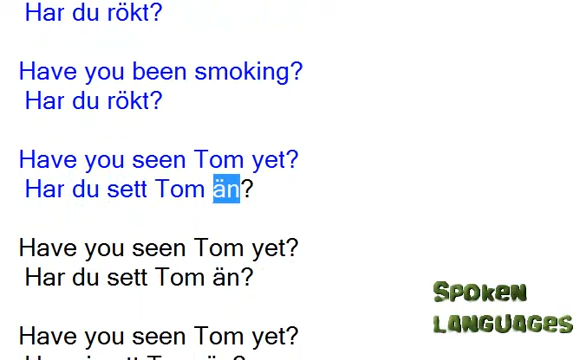 Har du rökt?
Have you been smoking?
Har du rökt?
Have you seen Tom yet?
Har du sett Tom än?
Have you seen Tom yet?
Har du sett Tom än?
Have you seen Tom yet?
SPOKEN
LANGUAGES